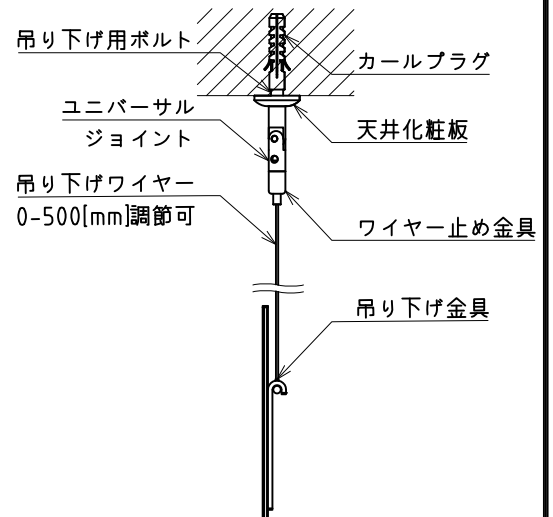 吊り下げ用ボルト
カールプラグ
ユニバーサル
ジョイント
天井化粧板
吊り下げワイヤー
0-500[mm]調節可
ワイヤー止め金具
吊り下げ金具